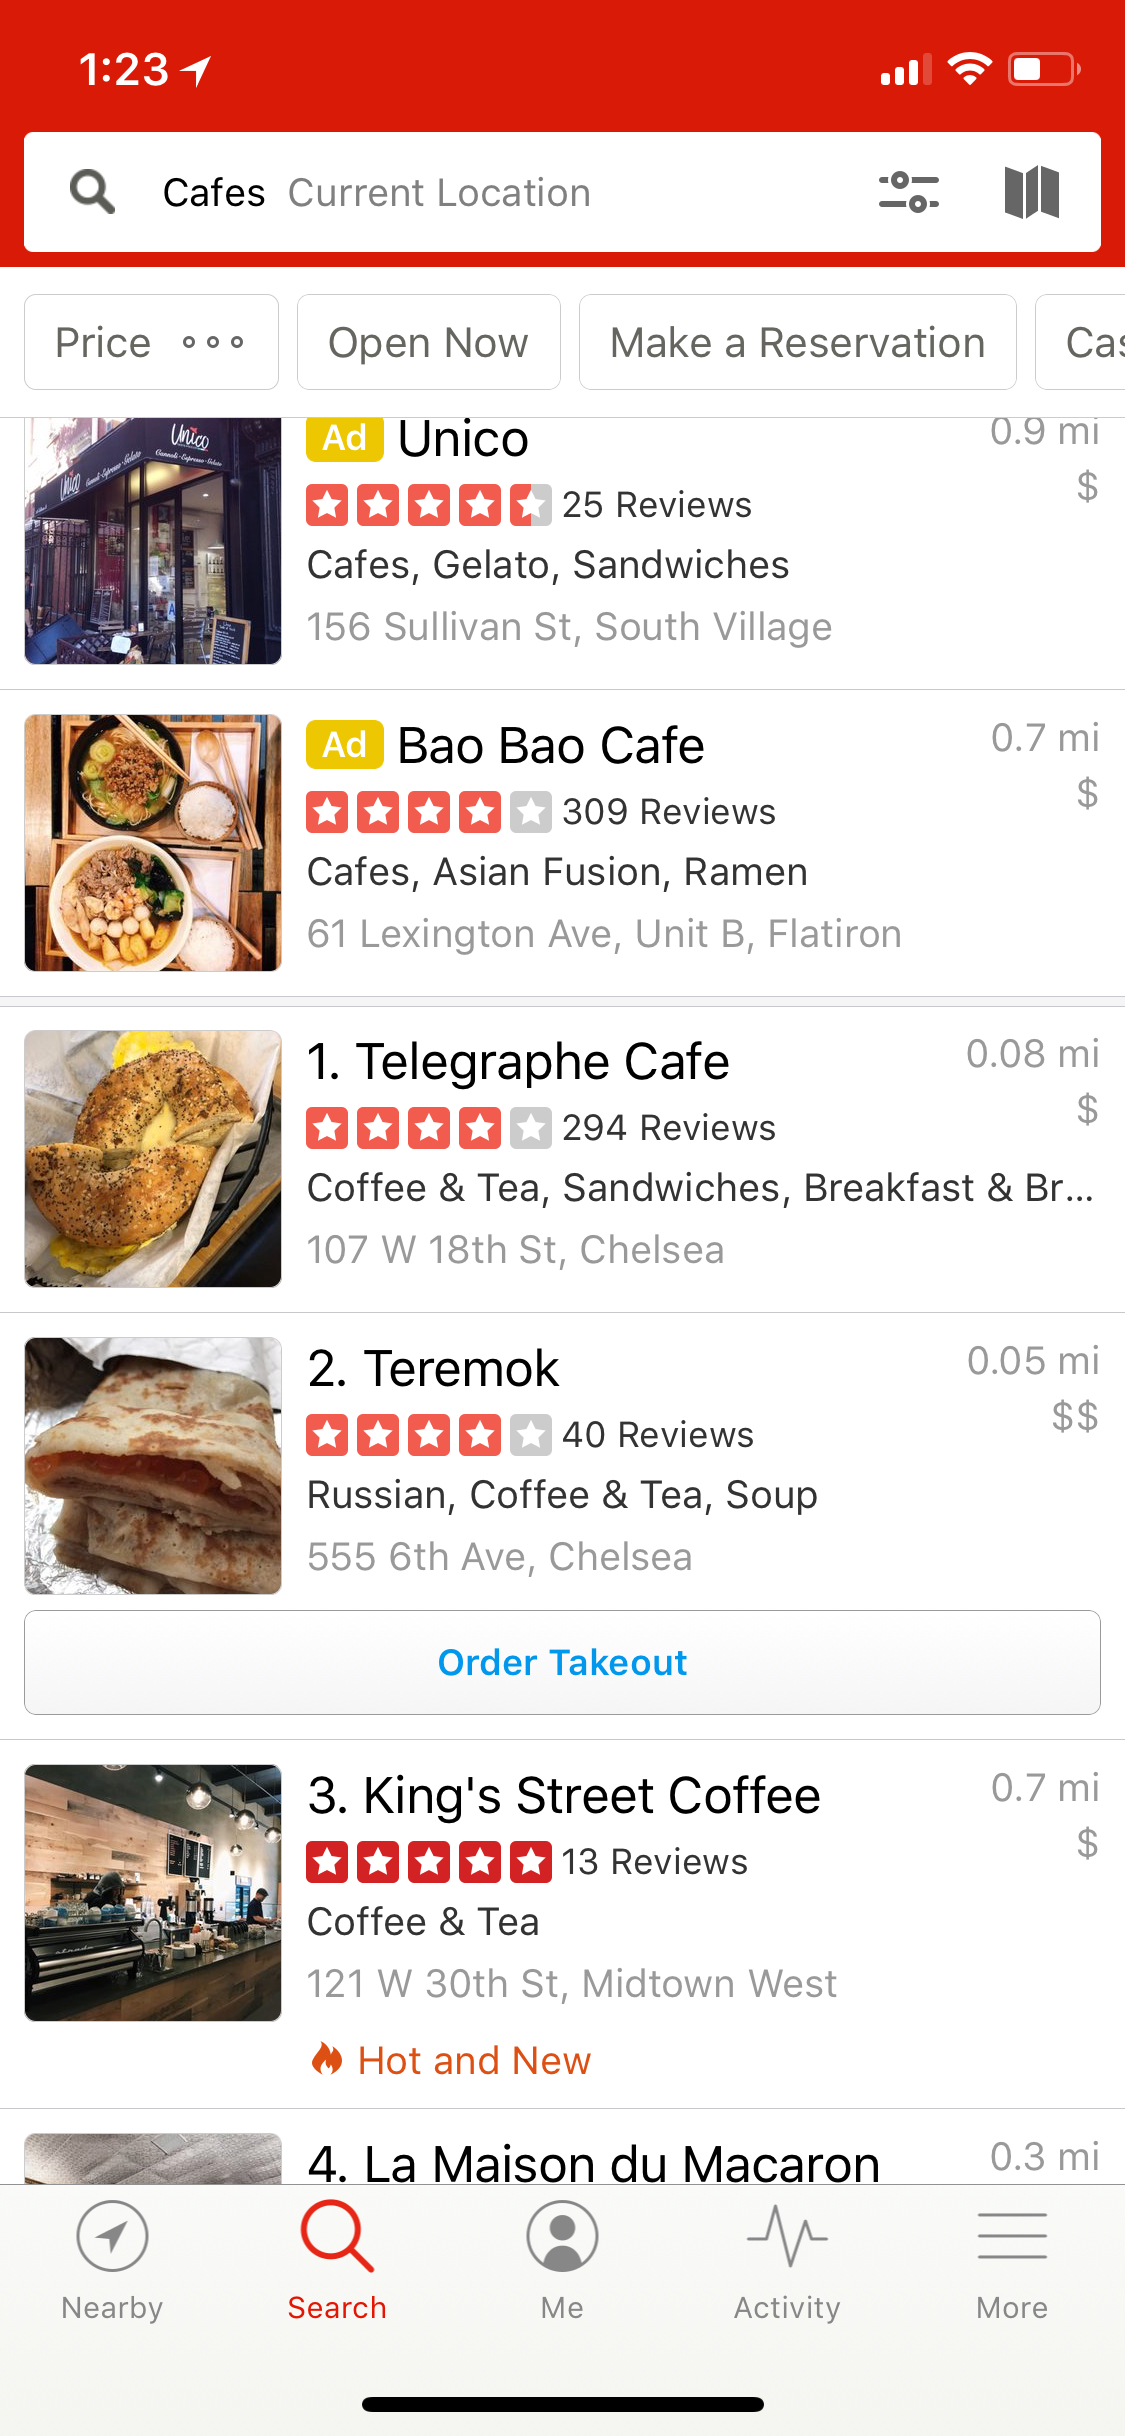 1:23
Cafes Current Location
Price Open Now Make a Reservation Cas
Unico
Unico
Cannoli-Espresso-Gelato
Ad Unico 0.9 mi
25 Reviews $
Cafes, Gelato, Sandwiches
156 Sullivan St, South Village
Ad Bao Bao Cafe 0.7 mi
309 Reviews $
Cafes, Asian Fusion, Ramen
61 Lexington Ave, Unit B, Flatiron
1. Telegraphe Cafe 0.08 mi
294 Reviews $
Coffee & Tea, Sandwiches, Breakfast & Br...
107 W 18th St, Chelsea
2. Teremok 0.05 mi
40 Reviews $$
Russian, Coffee & Tea, Soup
555 6th Ave, Chelsea
Order Takeout
3. King's Street Coffee 0.7 mi
13 Reviews $
Coffee & Tea
121 W 30th St, Midtown West
Hot and New
4. La Maison du Macaron 0.3 mi
Nearby Search Me Activity More